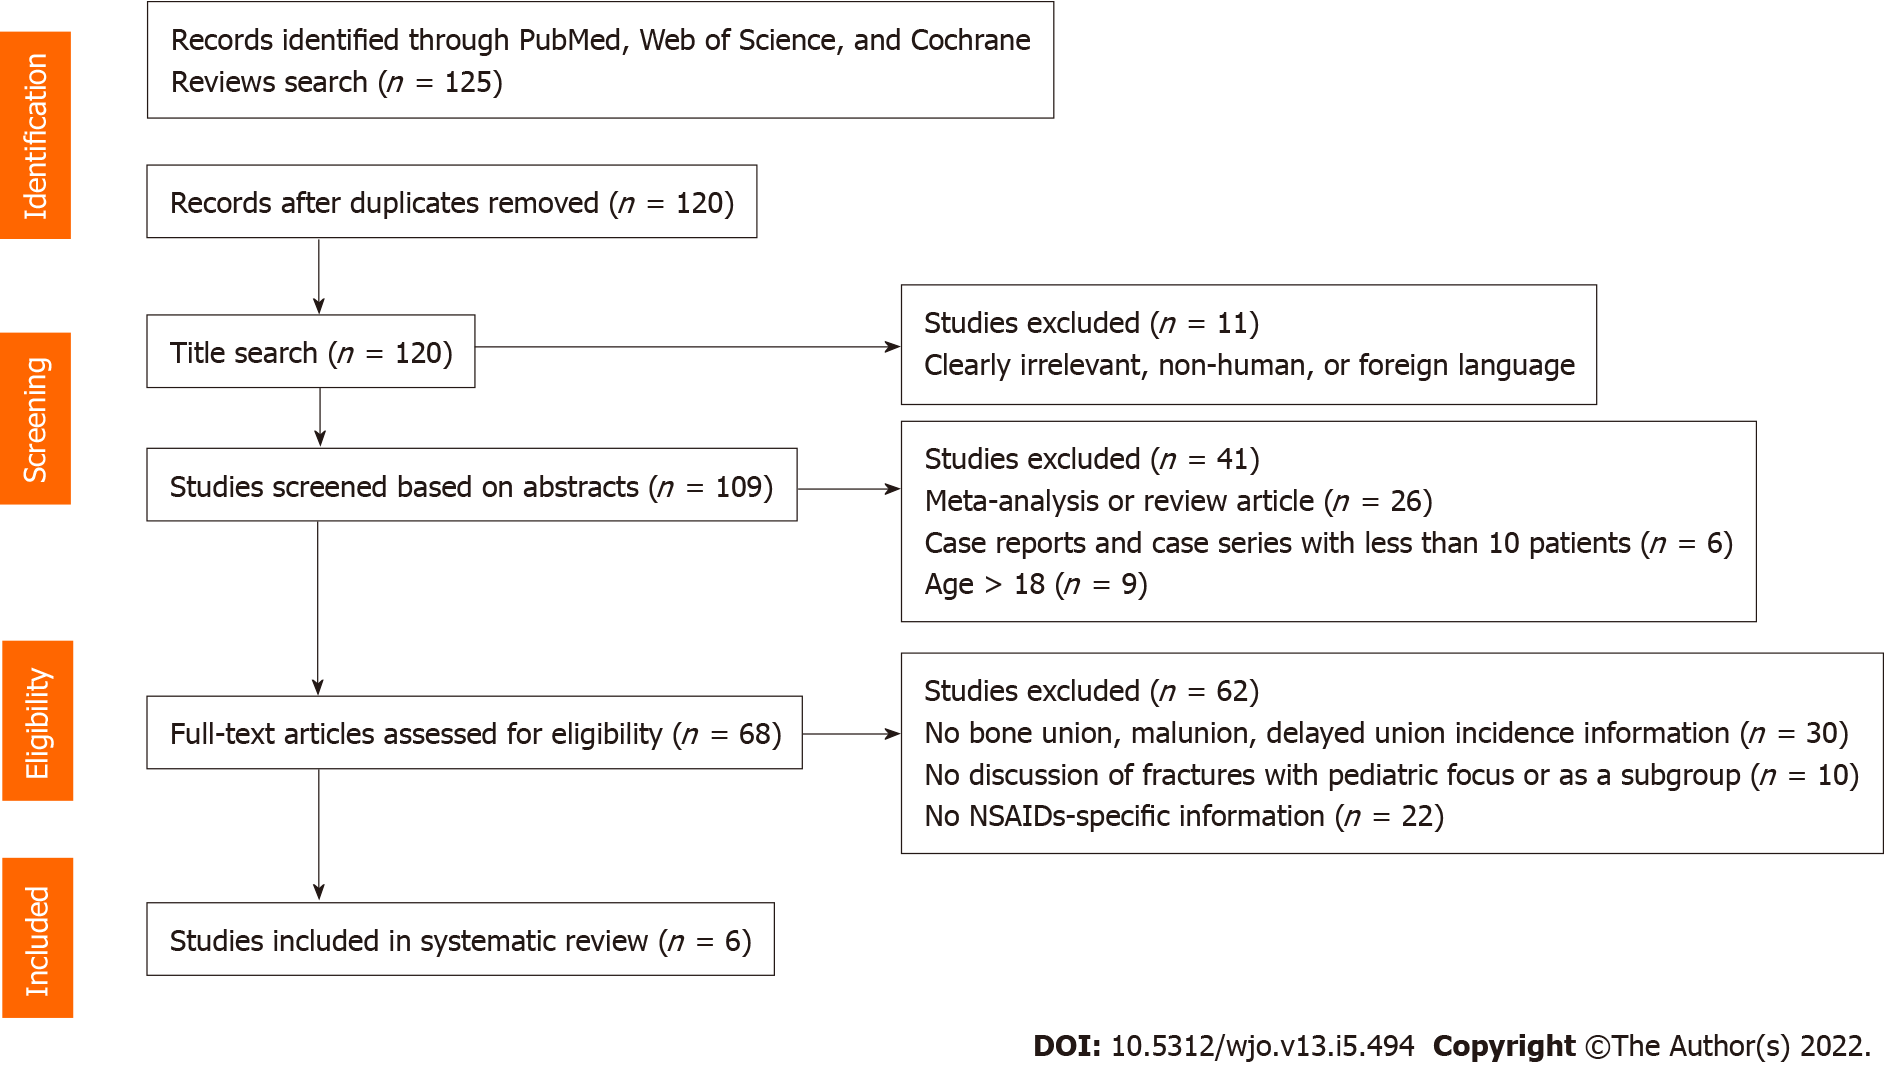 Identification
Records identified through PubMed, Web of Science, and Cochrane
Reviews search (n = 125)
Records after duplicates removed (n = 120)
Screening
Title search (n = 120)
Studies excluded (n = 11)
Clearly irrelevant, non-human, or foreign language
Studies screened based on abstracts (n = 109)
Studies excluded (n = 41)
Meta-analysis or review article (n = 26)
Case reports and case series with less than 10 patients (n = 6)
Age > 18 (n = 9)
Eligibility
Full-text articles assessed for eligibility (n = 68)
Studies excluded (n = 62)
No bone union, malunion, delayed union incidence information (n = 30)
No discussion of fractures with pediatric focus or as a subgroup (n = 10)
No NSAIDs-specific information (n = 22)
Included
Studies included in systematic review (n = 6)
DOI: 10.5312/wjo.v13.i5.494 Copyright ©The Author(s) 2022.